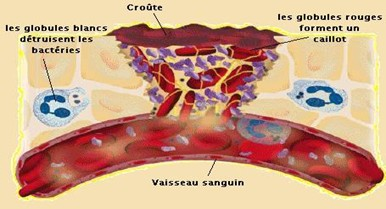 Croûte
les globules blancs
détruisent les
bactéries
les globules rouges
forment un
caillot
Vaisseau sanguin